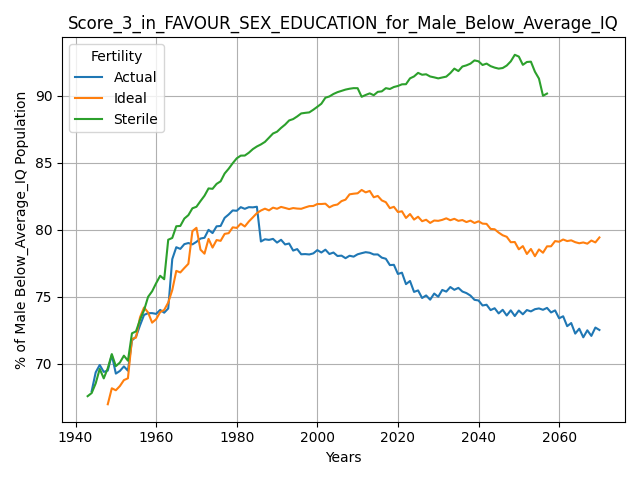 Score_3_in_FAVOUR_SEX_EDUCATION_for_Male_Below_Average_IQ
Fertility
Actual
Ideal
Sterile
% of Male Below_Average_IQ Population
90
85
80
75
70
1940
1960
1980
2000
2020
2040
2060
Years